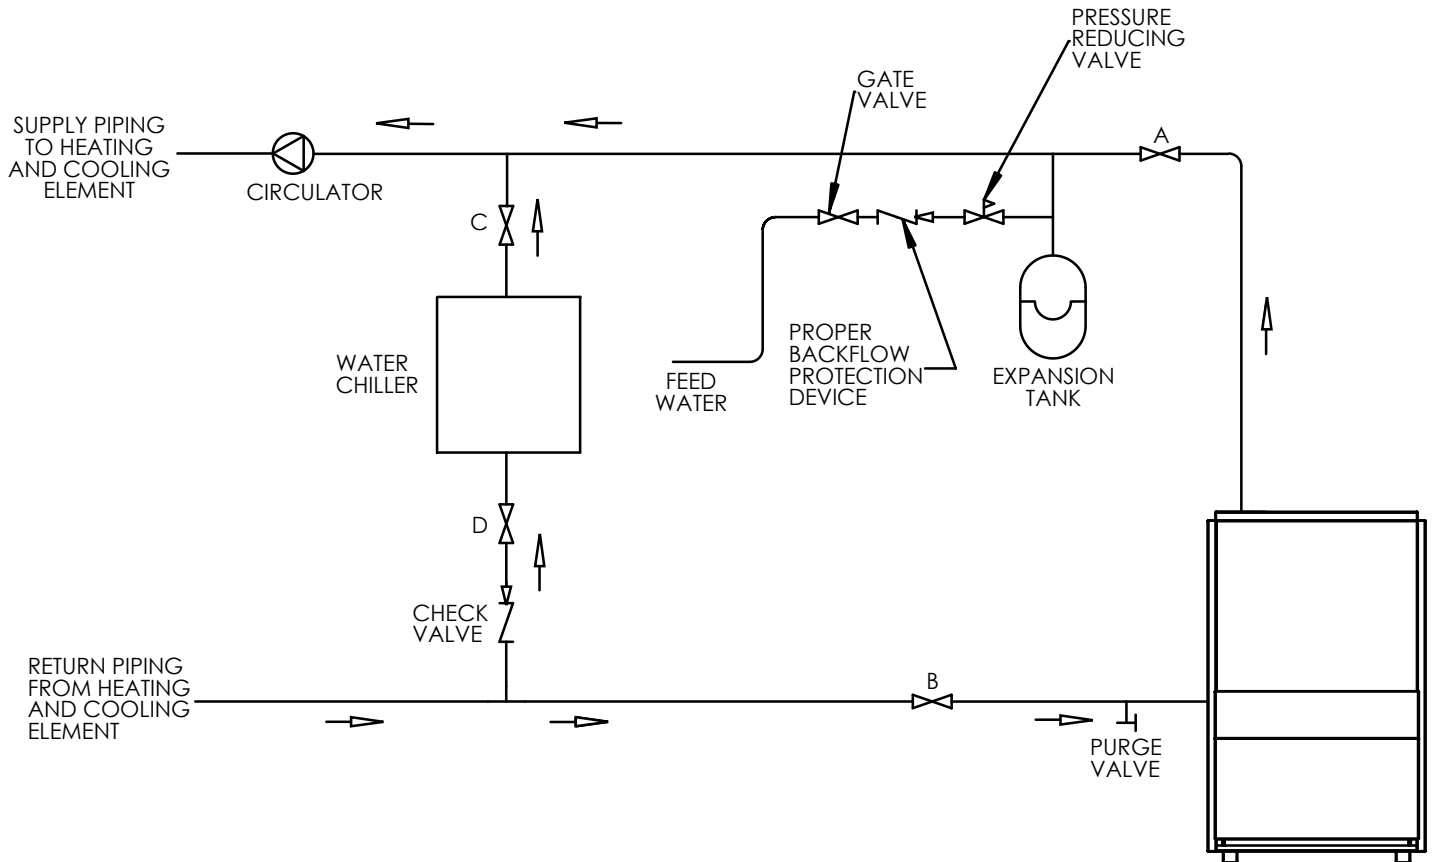 PRESSURE
REDUCING
VALVE
GATE
VALVE
A
SUPPLY PIPING
TO HEATING
AND COOLING
ELEMENT
CIRCULATOR
C
WATER
CHILLER
FEED
WATER
PROPER
BACKFLOW
PROTECTION
DEVICE
EXPANSION
TANK
D
CHECK
VALVE
RETURN PIPING
FROM HEATING
AND COOLING
ELEMENT
B
PURGE
VALVE